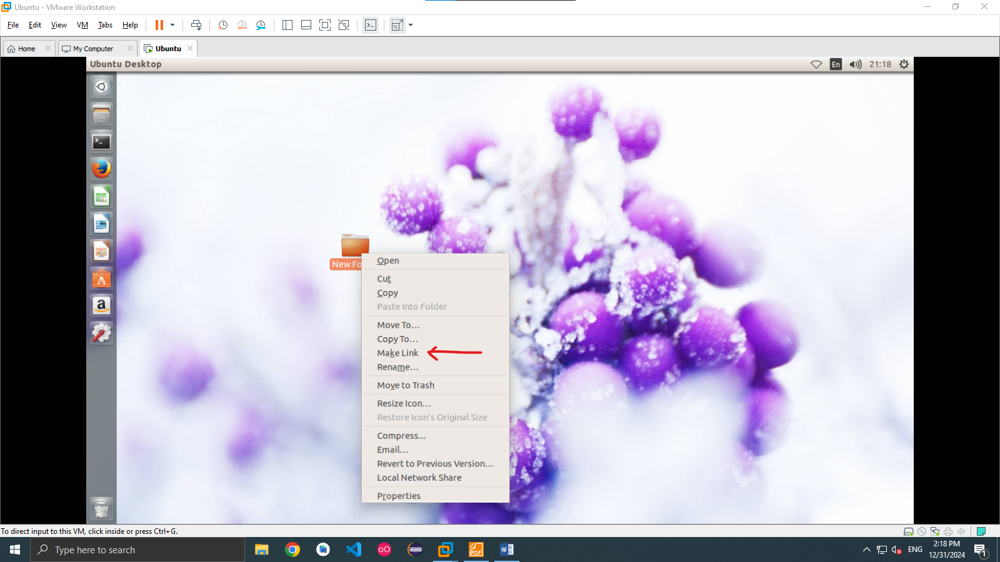 Ubuntu - VMware Workstation
File Edit View VM Tabs Help
Home My Computer Ubuntu
Ubuntu Desktop En 21:18
New Fo
Open
Cut
Copy
Paste Into Folder
Move To...
Copy To...
Make Link
Rename...
Move to Trash
Resize Icon...
Restore Icon's Original Size
Compress...
Email...
Revert to Previous Version...
Local Network Share
Properties
To direct input to this VM, click inside or press Ctrl+G.
Type here to search
PDF
ENG
2:18 PM
12/31/2024
1